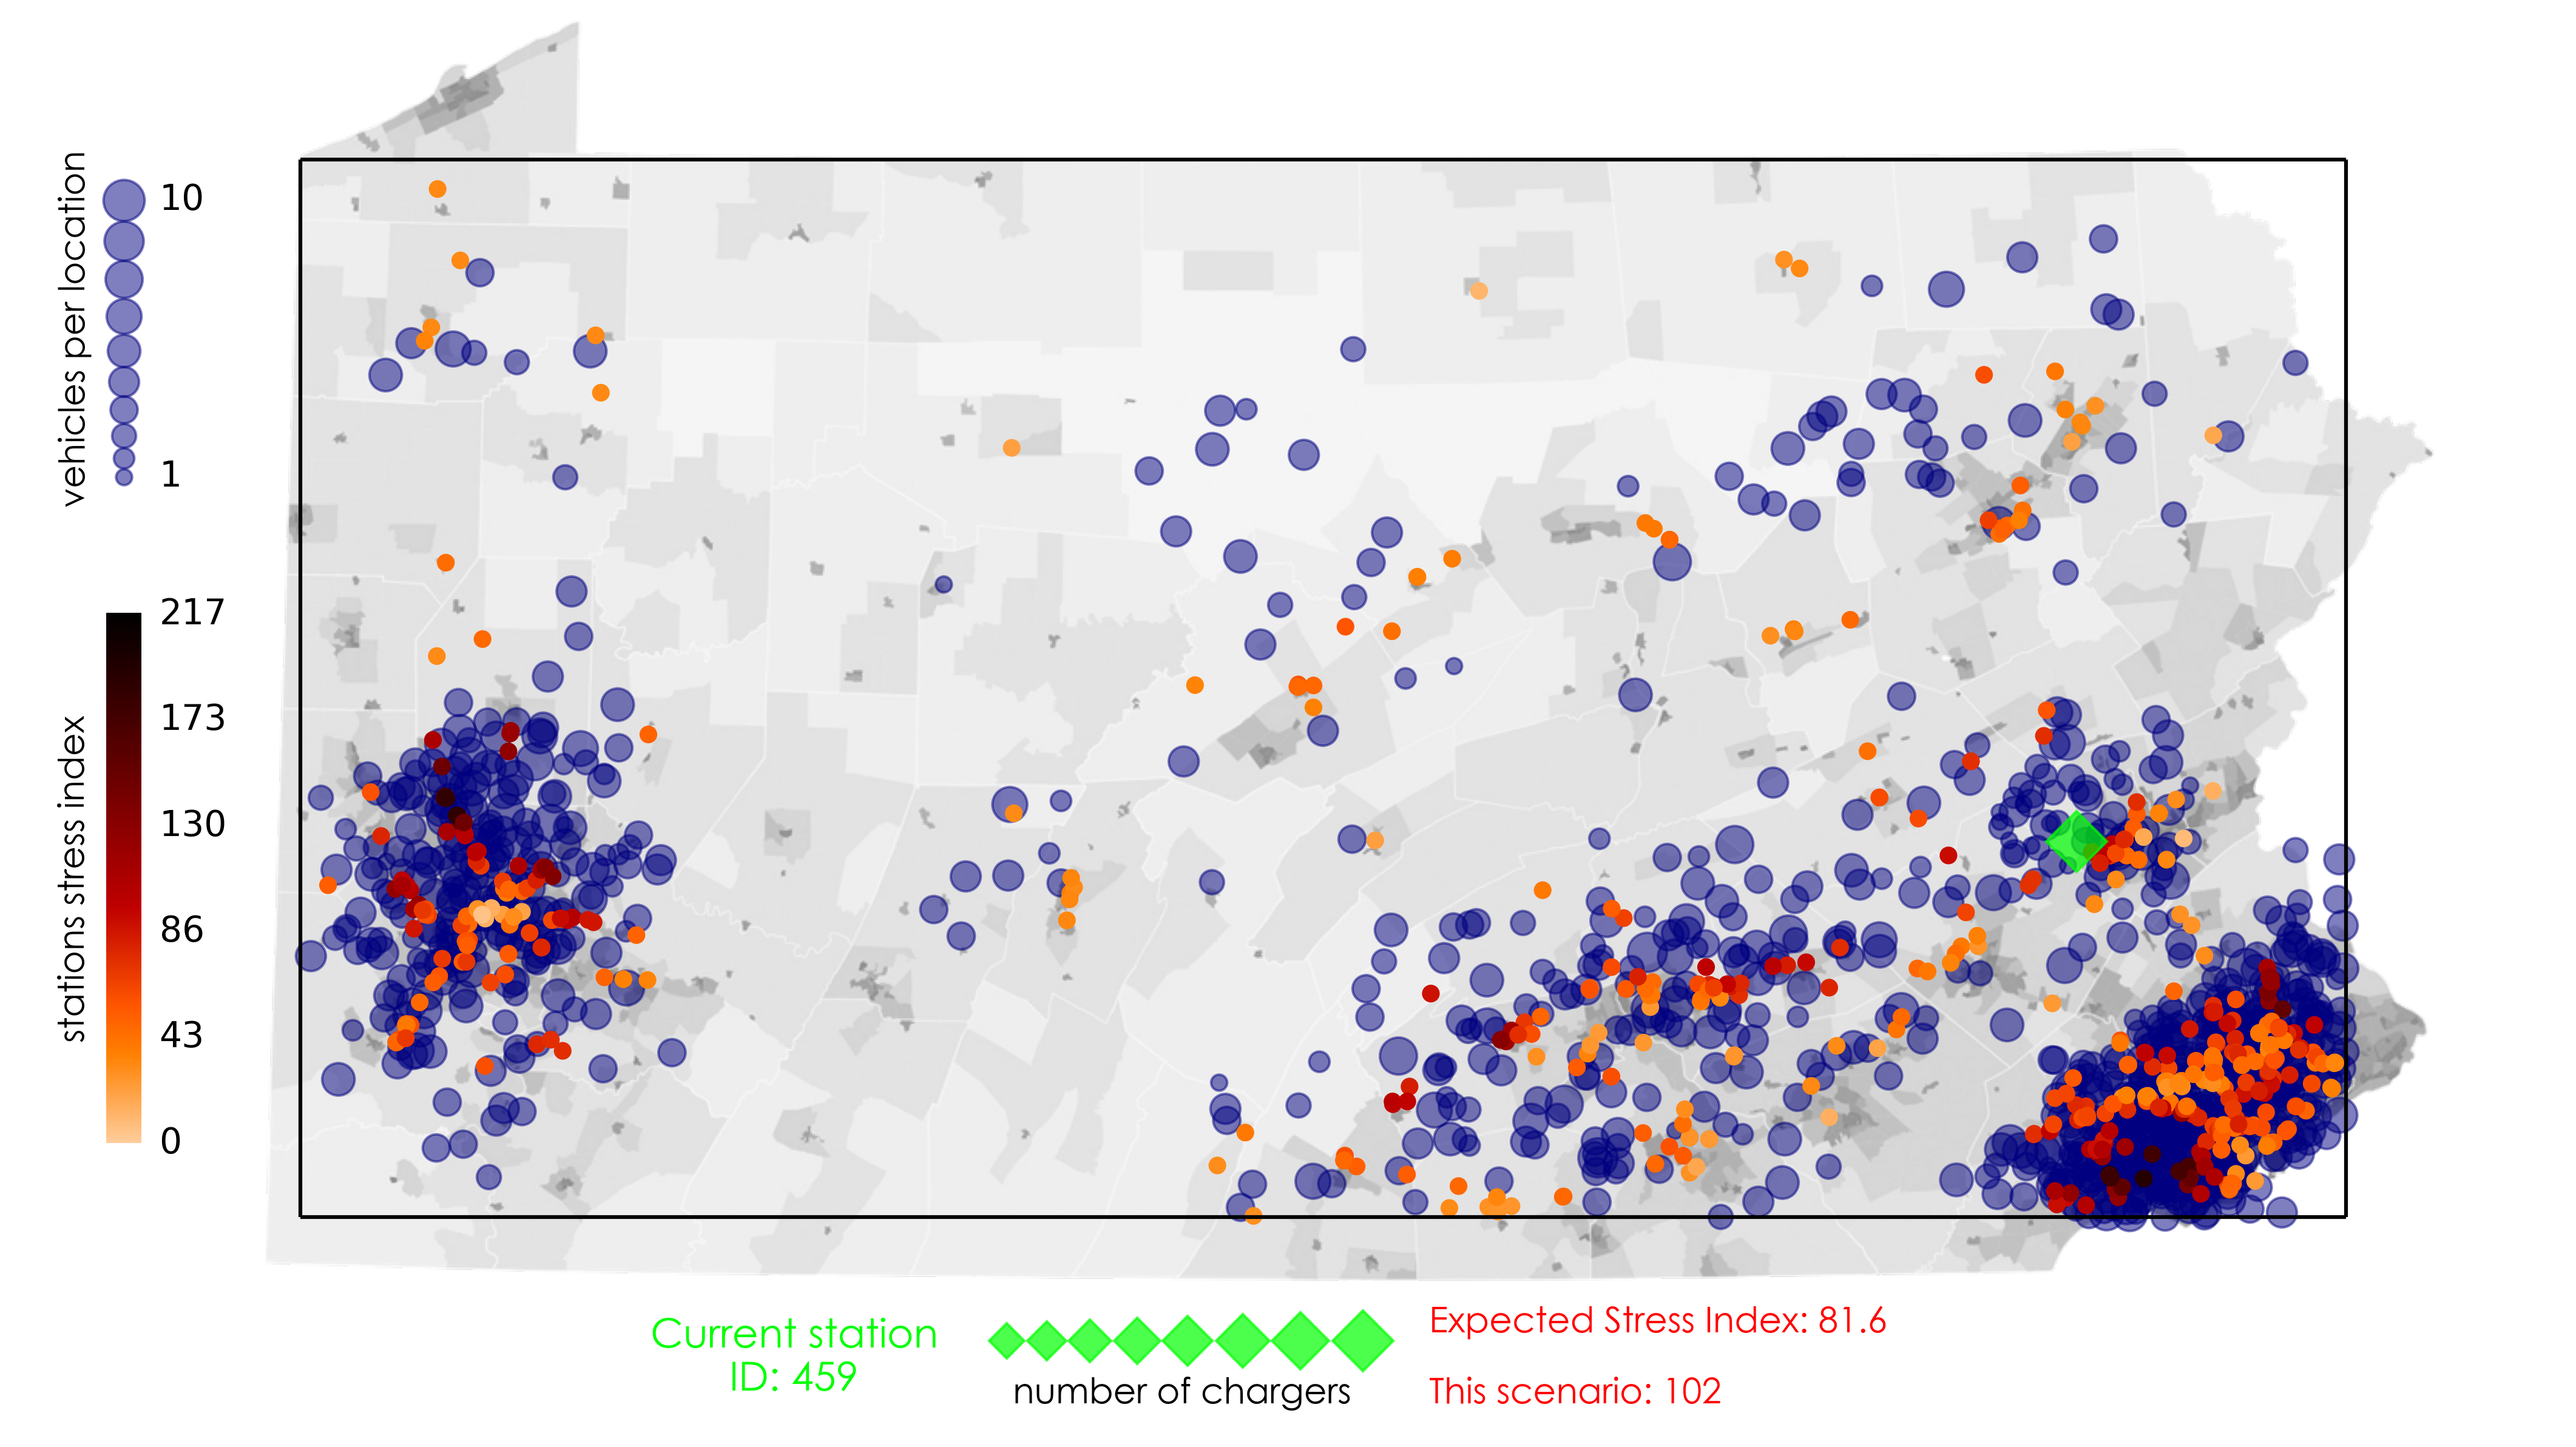 vehicles per location
10
1
stations stress index
217
173
130
86
43
0
Current station
ID: 459
number of chargers
Expected Stress Index: 81.6
This scenario: 102